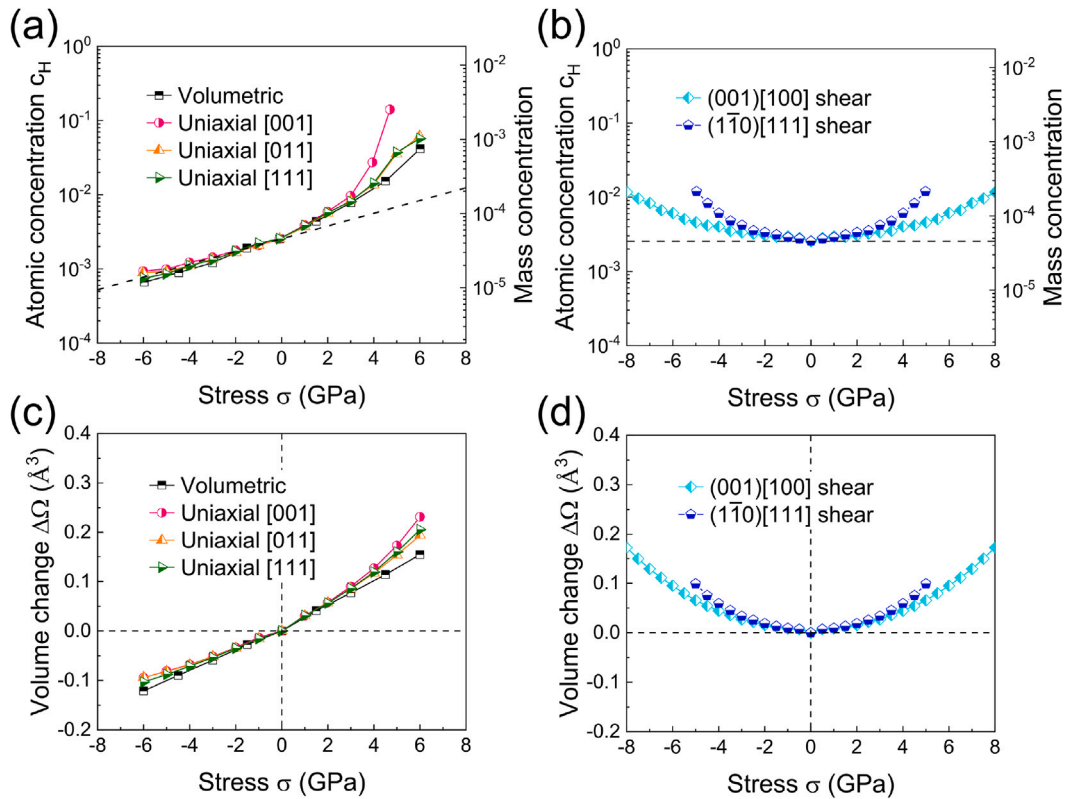 (a)
Atomic concentration c_H
10^0
10^-1
10^-2
10^-3
10^-4
Volumetric
Uniaxial [001]
Uniaxial [011]
Uniaxial [111]
10^-2
10^-3
10^-4
10^-5
Mass concentration
-8 -6 -4 -2 0 2 4 6 8
Stress σ (GPa)
(b)
Atomic concentration c_H
10^0
10^-1
10^-2
10^-3
10^-4
(001)[100] shear
(11̅0)[111] shear
10^-2
10^-3
10^-4
10^-5
Mass concentration
-8 -6 -4 -2 0 2 4 6 8
Stress σ (GPa)
(c)
Volume change ΔΩ (Å^3)
0.4
0.3
0.2
0.1
0.0
-0.1
-0.2
Volumetric
Uniaxial [001]
Uniaxial [011]
Uniaxial [111]
-8 -6 -4 -2 0 2 4 6 8
Stress σ (GPa)
(d)
Volume change ΔΩ (Å^3)
0.4
0.3
0.2
0.1
0.0
-0.1
-0.2
(001)[100] shear
(11̅0)[111] shear
-8 -6 -4 -2 0 2 4 6 8
Stress σ (GPa)